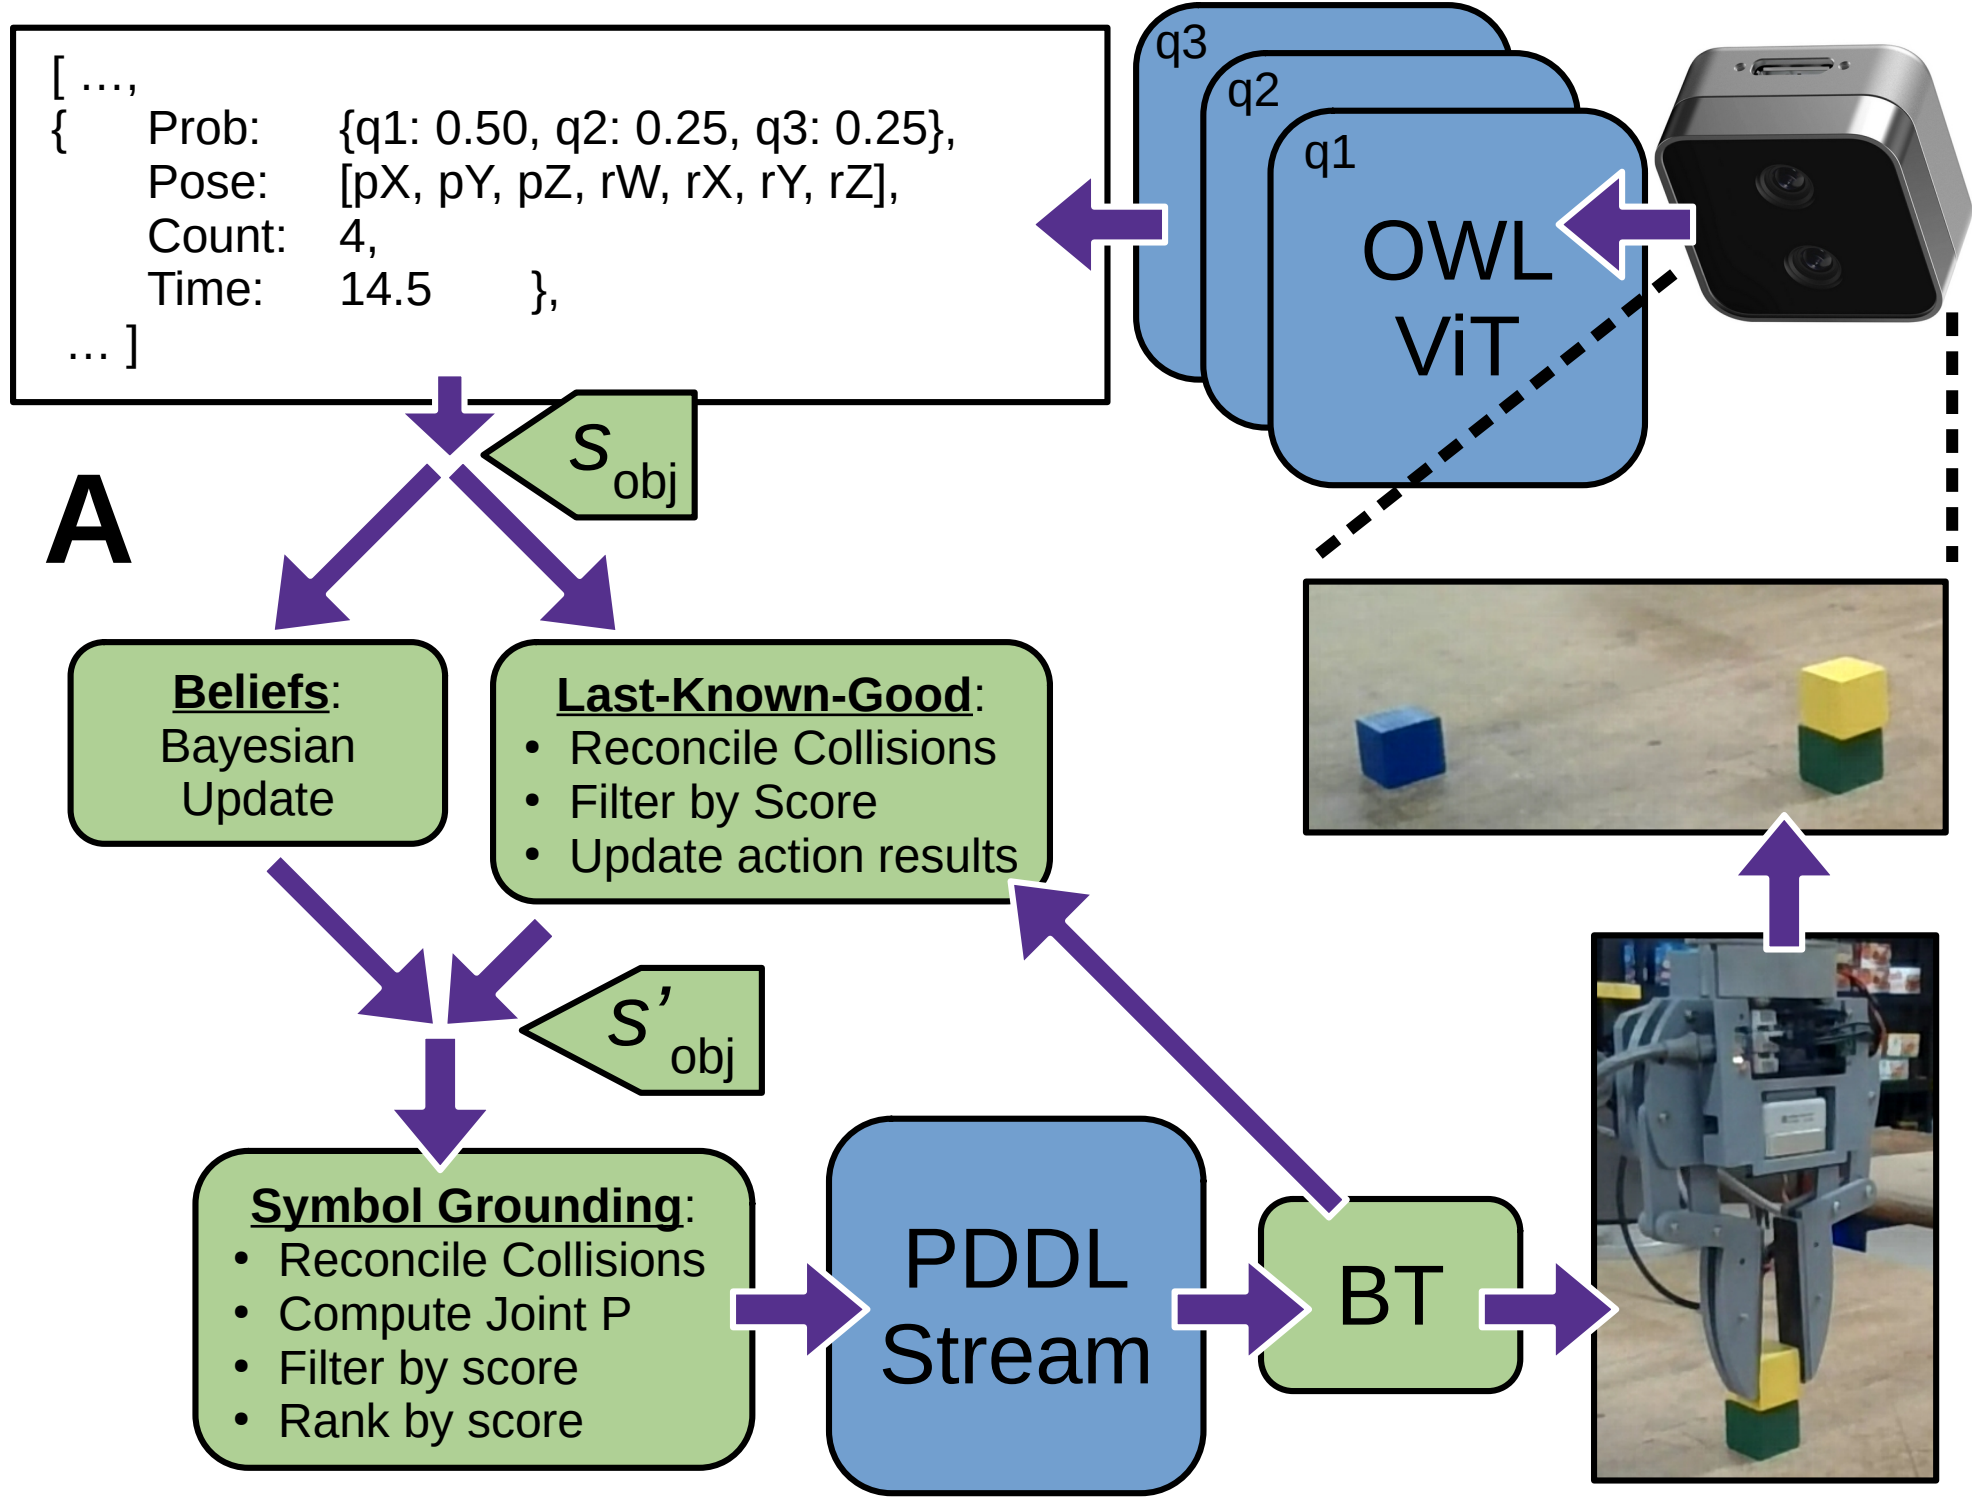 [ ...,
{ Prob: {q1: 0.50, q2: 0.25, q3: 0.25},
Pose: [pX, pY, pZ, rW, rX, rY, rZ],
Count: 4,
Time: 14.5 },
... ]
q3
q2
q1
OWL
ViT
s obj
A
Beliefs:
Bayesian
Update
Last-Known-Good:
• Reconcile Collisions
• Filter by Score
• Update action results
s’ obj
Symbol Grounding:
• Reconcile Collisions
• Compute Joint P
• Filter by score
• Rank by score
PDDL
Stream
BT